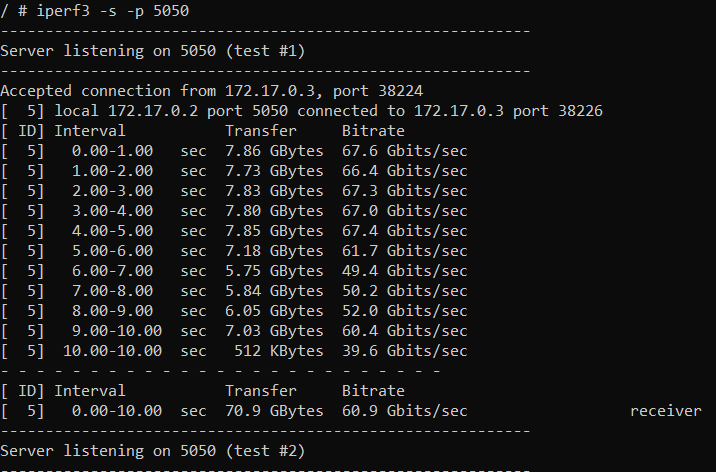 / # iperf3 -s -p 5050
-----------------------------------------------------------
Server listening on 5050 (test #1)
-----------------------------------------------------------
Accepted connection from 172.17.0.3, port 38224
[  5] local 172.17.0.2 port 5050 connected to 172.17.0.3 port 38226
[ ID] Interval           Transfer     Bitrate
[  5]   0.00-1.00   sec  7.86 GBytes  67.6 Gbits/sec
[  5]   1.00-2.00   sec  7.73 GBytes  66.4 Gbits/sec
[  5]   2.00-3.00   sec  7.83 GBytes  67.3 Gbits/sec
[  5]   3.00-4.00   sec  7.80 GBytes  67.0 Gbits/sec
[  5]   4.00-5.00   sec  7.85 GBytes  67.4 Gbits/sec
[  5]   5.00-6.00   sec  7.18 GBytes  61.7 Gbits/sec
[  5]   6.00-7.00   sec  5.75 GBytes  49.4 Gbits/sec
[  5]   7.00-8.00   sec  5.84 GBytes  50.2 Gbits/sec
[  5]   8.00-9.00   sec  6.05 GBytes  52.0 Gbits/sec
[  5]   9.00-10.00  sec  7.03 GBytes  60.4 Gbits/sec
[  5]  10.00-10.00  sec   512 KBytes  39.6 Gbits/sec
- - - - - - - - - - - - - - - - - - - - - - - - -
[ ID] Interval           Transfer     Bitrate
[  5]   0.00-10.00  sec  70.9 GBytes  60.9 Gbits/sec                  receiver
-----------------------------------------------------------
Server listening on 5050 (test #2)
-----------------------------------------------------------